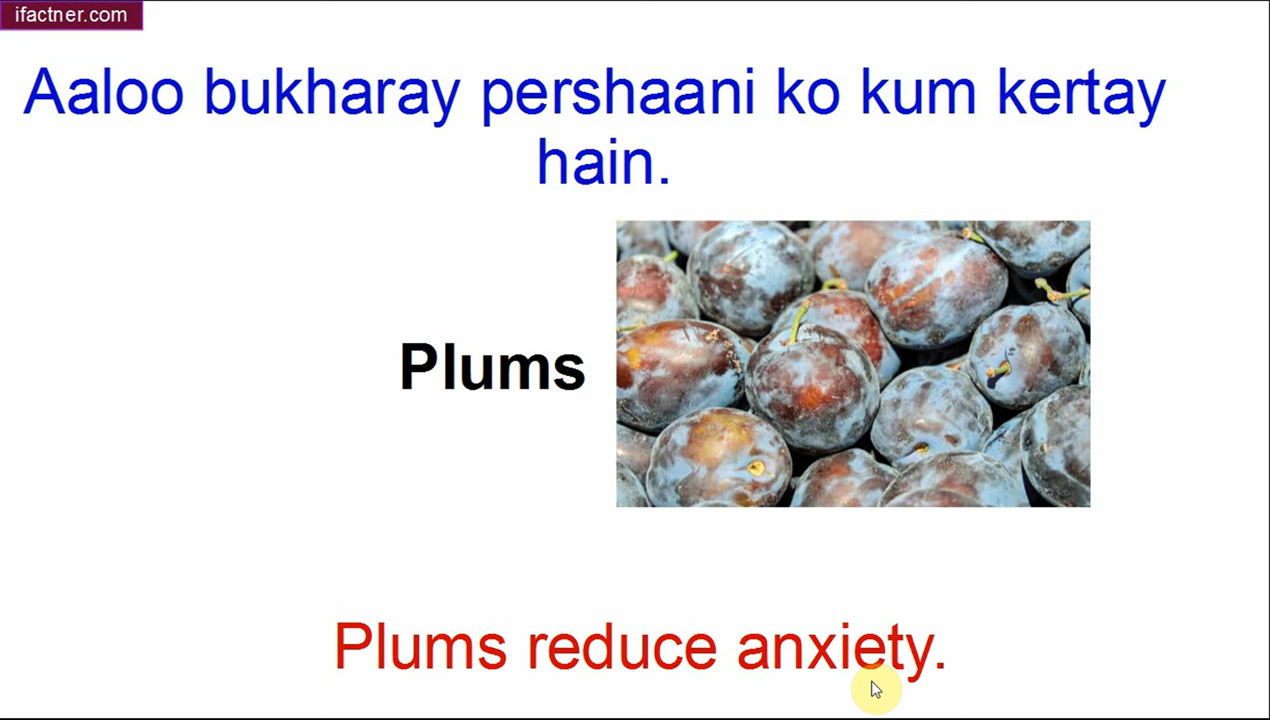 ifactner.com
Aaloo bukharay pershaani ko kum kertay
hain.
Plums
Plums reduce anxiety.